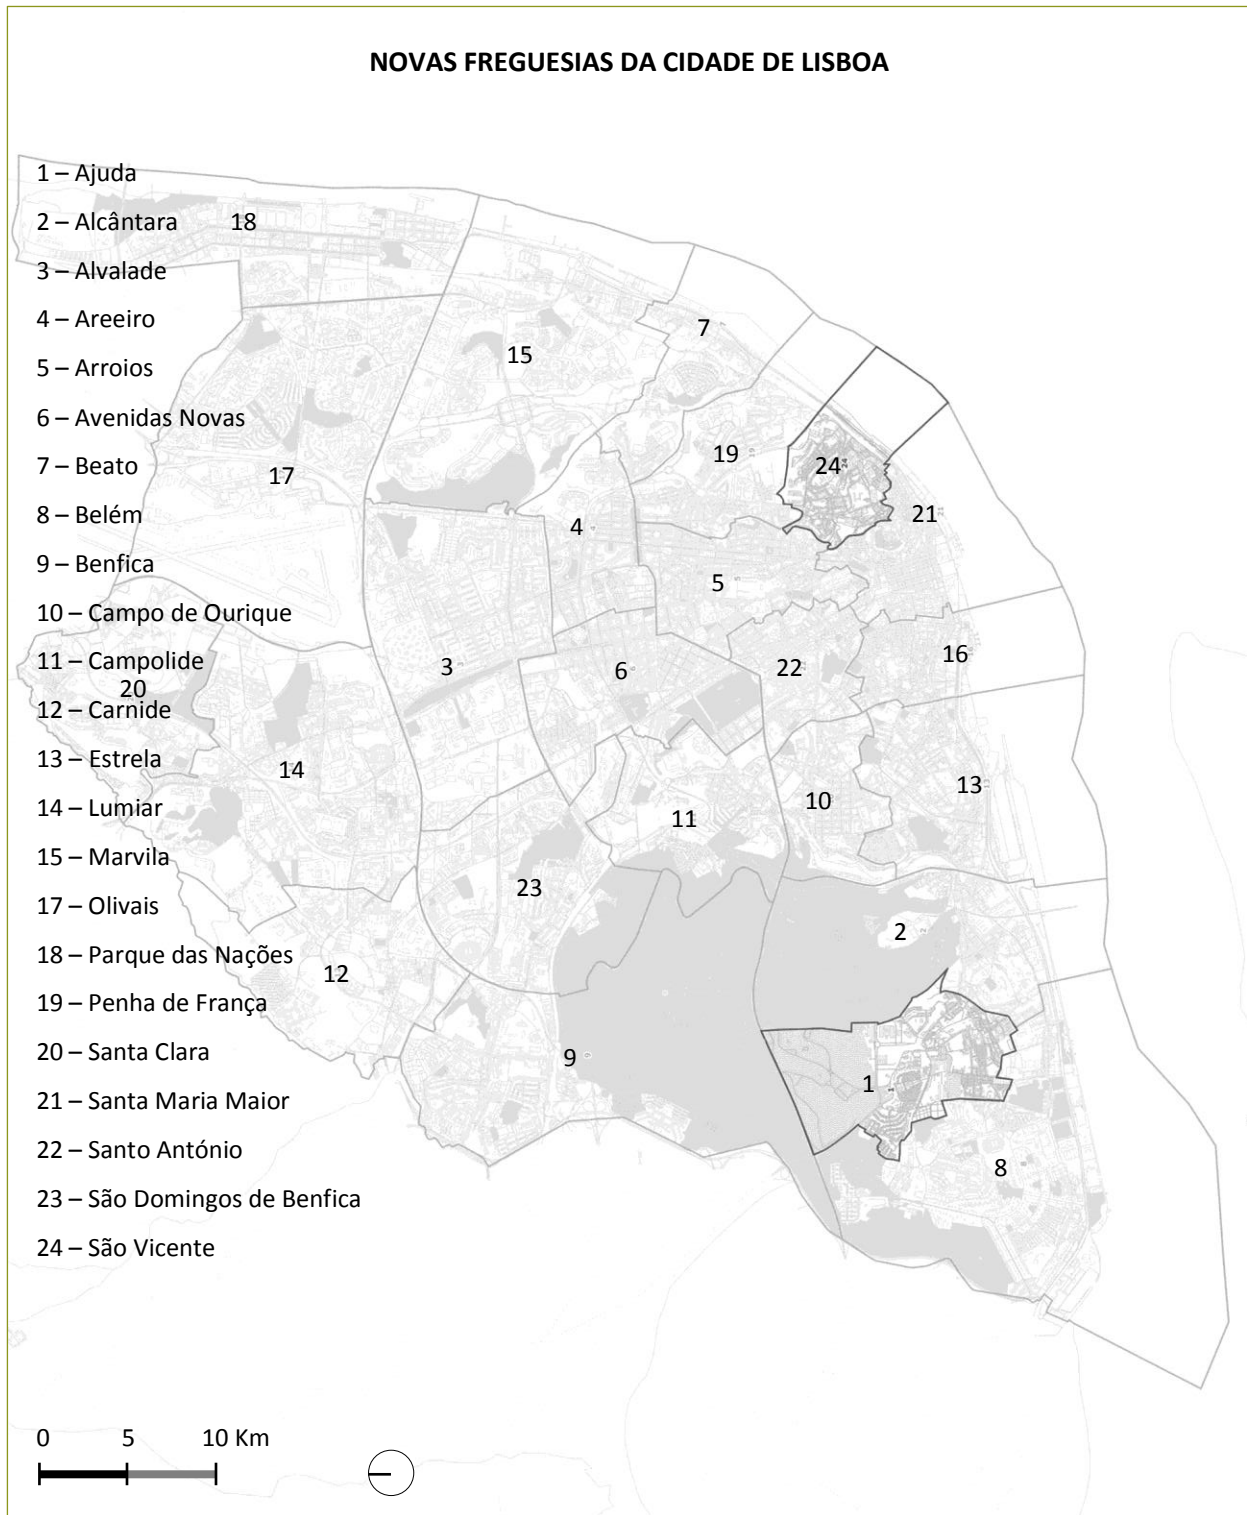 NOVAS FREGUESIAS DA CIDADE DE LISBOA
1 – Ajuda
2 – Alcântara
18
3 – Alvalade
4 – Areeiro
7
5 – Arroios
15
6 – Avenidas Novas
7 – Beato
19
24
17
8 – Belém
21
4
9 – Benfica
5
10 – Campo de Ourique
11 – Campolide
3
6
22
16
20
12 – Carnide
13 – Estrela
14
13
14 – Lumiar
10
11
15 – Marvila
23
17 – Olivais
2
18 – Parque das Nações
12
19 – Penha de França
20 – Santa Clara
9
1
21 – Santa Maria Maior
22 – Santo António
8
23 – São Domingos de Benfica
24 – São Vicente
0 5 10 Km